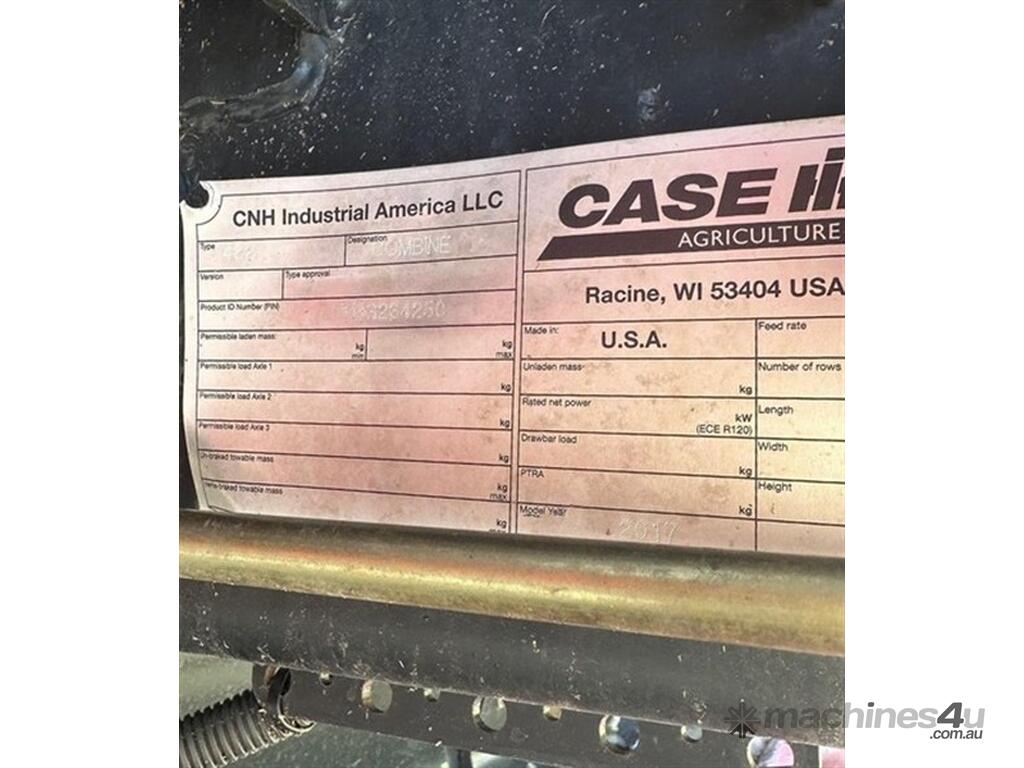 CNH Industrial America LLC
Type
Designation COMBINE
Version
Type approval
Product ID Number (PIN)
Permissible laden mass:
kg
min
kg
max
Permissible load Axle 1
kg
Permissible load Axle 2
kg
Permissible load Axle 3
kg
Un-braked towable mass
kg
towable mass
kg
max
kg
CASE IH
AGRICULTURE
Racine, WI 53404 USA
Made in:
U.S.A.
Feed rate
Unladen mass
kg
Number of rows
Rated net power
kW
(ECE R120)
Length
Drawbar load
kg
Width
PTRA
kg
Height
Model Year
2017
machines4u
.com.au